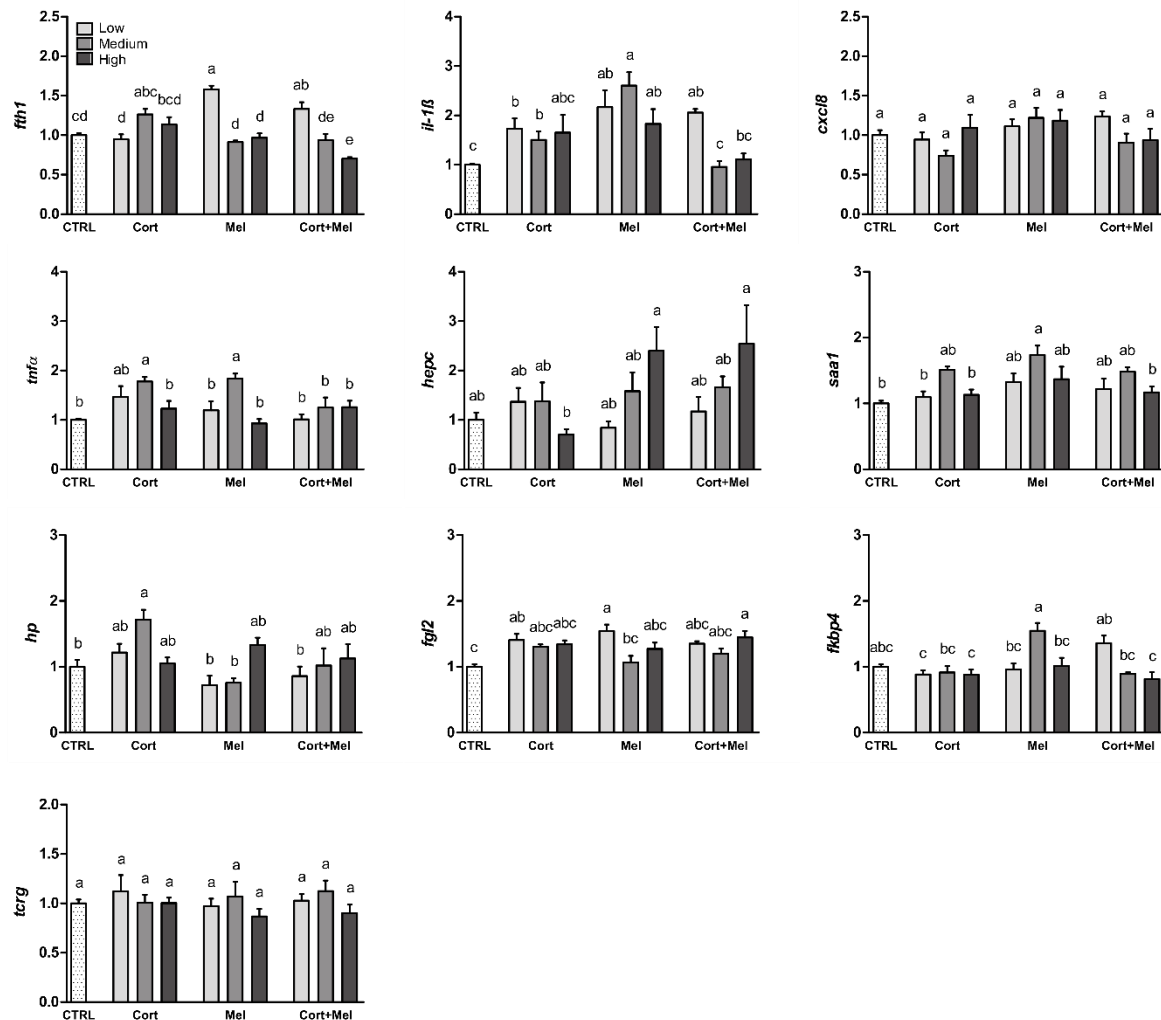 fth1
2.5
2.0
1.5
1.0
0.5
0.0
Low
Medium
High
cd d abc bcd a d d ab de e
CTRL Cort Mel Cort+Mel
il-1ß
4
3
2
1
0
c b b abc ab a ab ab c bc
CTRL Cort Mel Cort+Mel
cxcl8
2.5
2.0
1.5
1.0
0.5
0.0
a a a a a a a a a a
CTRL Cort Mel Cort+Mel
tnfα
4
3
2
1
0
b ab a b b a b b b b
CTRL Cort Mel Cort+Mel
hepc
4
3
2
1
0
ab ab ab b ab ab a ab ab a
CTRL Cort Mel Cort+Mel
saa1
3
2
1
0
b b ab b ab a ab ab ab b
CTRL Cort Mel Cort+Mel
hp
3
2
1
0
b ab a ab b b ab b ab ab
CTRL Cort Mel Cort+Mel
fgl2
3
2
1
0
c ab abc abc a bc abc abc abc a
CTRL Cort Mel Cort+Mel
fkbp4
3
2
1
0
abc c bc c bc a bc ab bc c
CTRL Cort Mel Cort+Mel
tcrg
2.0
1.5
1.0
0.5
0.0
a a a a a a a a a a
CTRL Cort Mel Cort+Mel